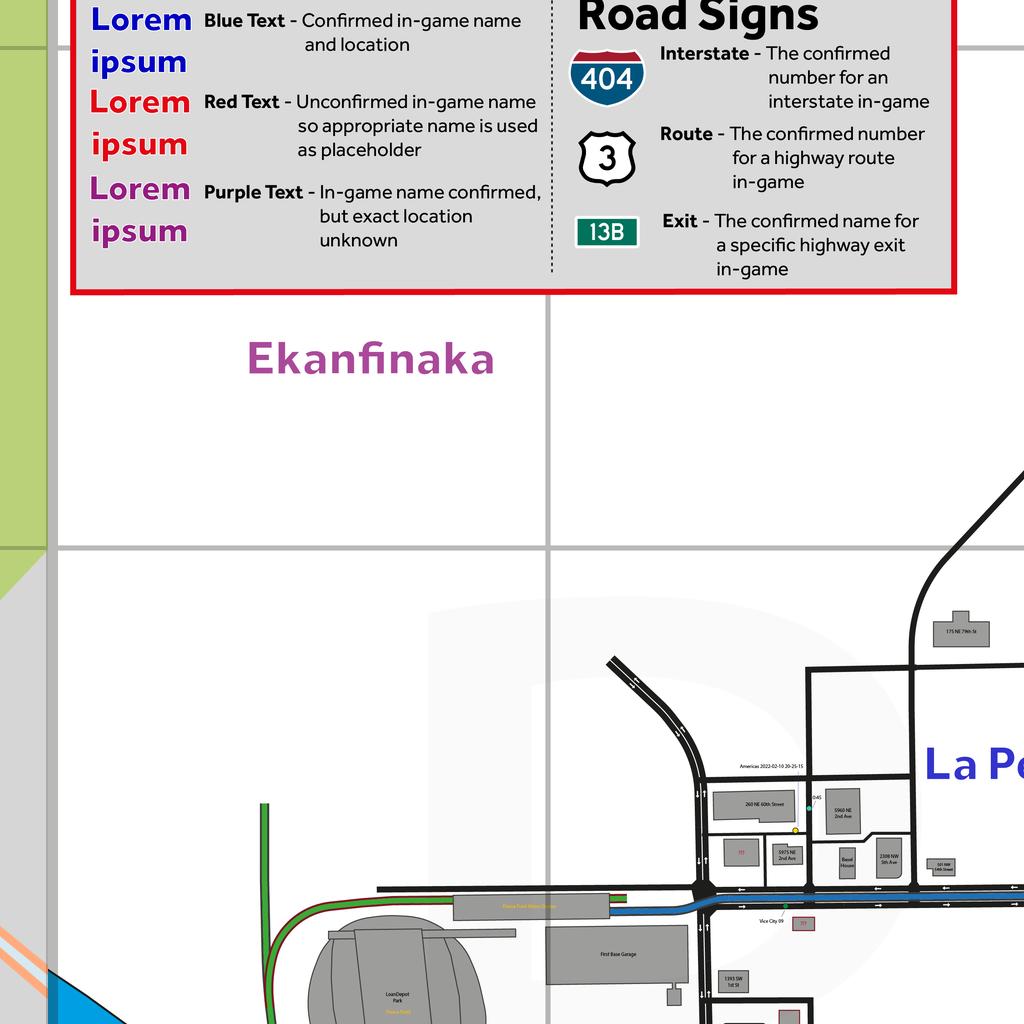 Lorem
ipsum
Blue Text - Confirmed in-game name
and location
Lorem
ipsum
Red Text - Unconfirmed in-game name
so appropriate name is used
as placeholder
Lorem
ipsum
Purple Text - In-game name confirmed,
but exact location
unknown
Road Signs
404
Interstate - The confirmed
number for an
interstate in-game
3
Route - The confirmed number
for a highway route
in-game
13B
Exit - The confirmed name for
a specific highway exit
in-game
Ekanfinaka
175 NE 79th St
La Pe
Americas 2022-02-10 20-25-15
260 NE 60th Street
5960 NE
2nd Ave
???
5975 NE
2nd Ave
Basel
House
2308 NW
5th Ave
Vice City 09
???
First Base Garage
1393 SW
1st St
LoanDepot
Park